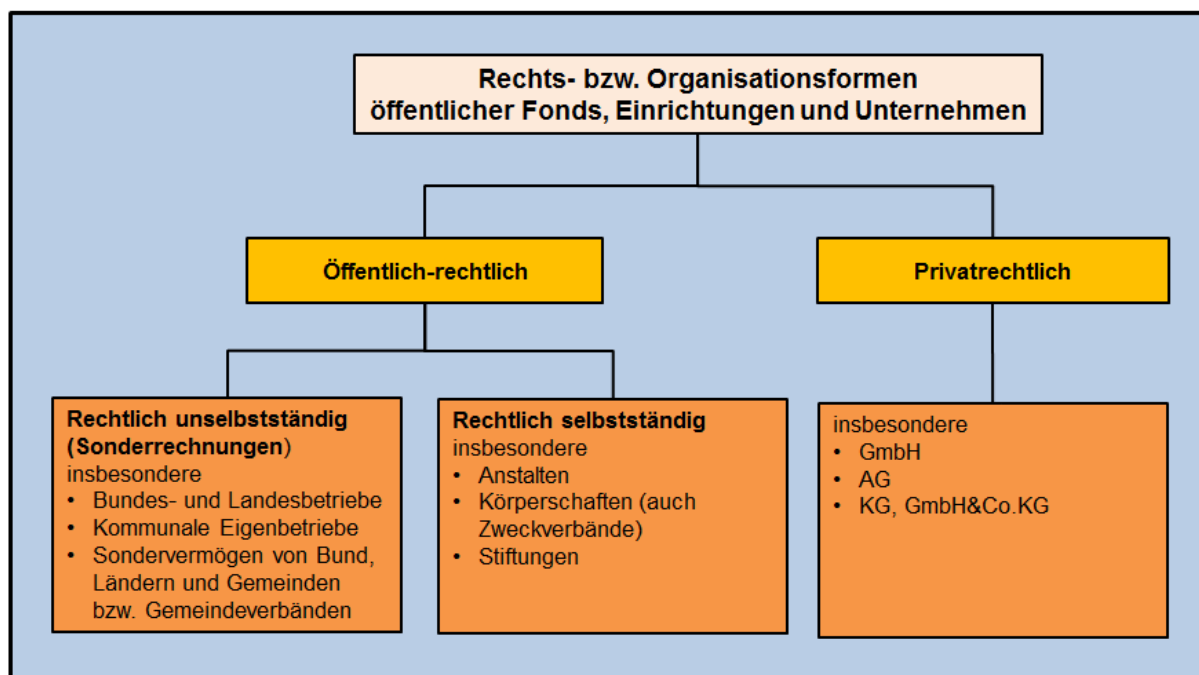 Rechts- bzw. Organisationsformen
öffentlicher Fonds, Einrichtungen und Unternehmen
Öffentlich-rechtlich
Privatrechtlich
Rechtlich unselbstständig
(Sonderrechnungen)
insbesondere
• Bundes- und Landesbetriebe
• Kommunale Eigenbetriebe
• Sondervermögen von Bund,
Ländern und Gemeinden
bzw. Gemeindeverbänden
Rechtlich selbstständig
insbesondere
• Anstalten
• Körperschaften (auch
Zweckverbände)
• Stiftungen
insbesondere
• GmbH
• AG
• KG, GmbH&Co.KG